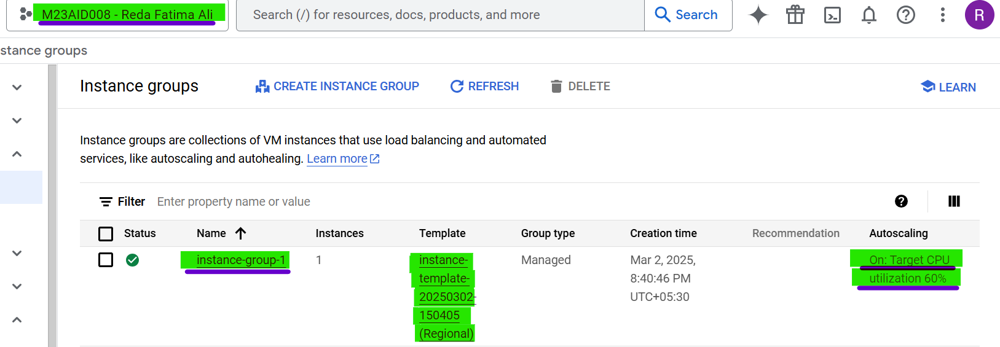 M23AID008 - Reda Fatima Ali
Search (/) for resources, docs, products, and more
Search
R
stance groups
Instance groups
CREATE INSTANCE GROUP
REFRESH
DELETE
LEARN
Instance groups are collections of VM instances that use load balancing and automated
services, like autoscaling and autohealing. Learn more
Filter Enter property name or value
Status Name Instances Template Group type Creation time Recommendation Autoscaling
instance-group-1 1 instance- Managed Mar 2, 2025, On: Target CPU
template- 8:40:46 PM utilization 60%
20250302- UTC+05:30
150405
(Regional)